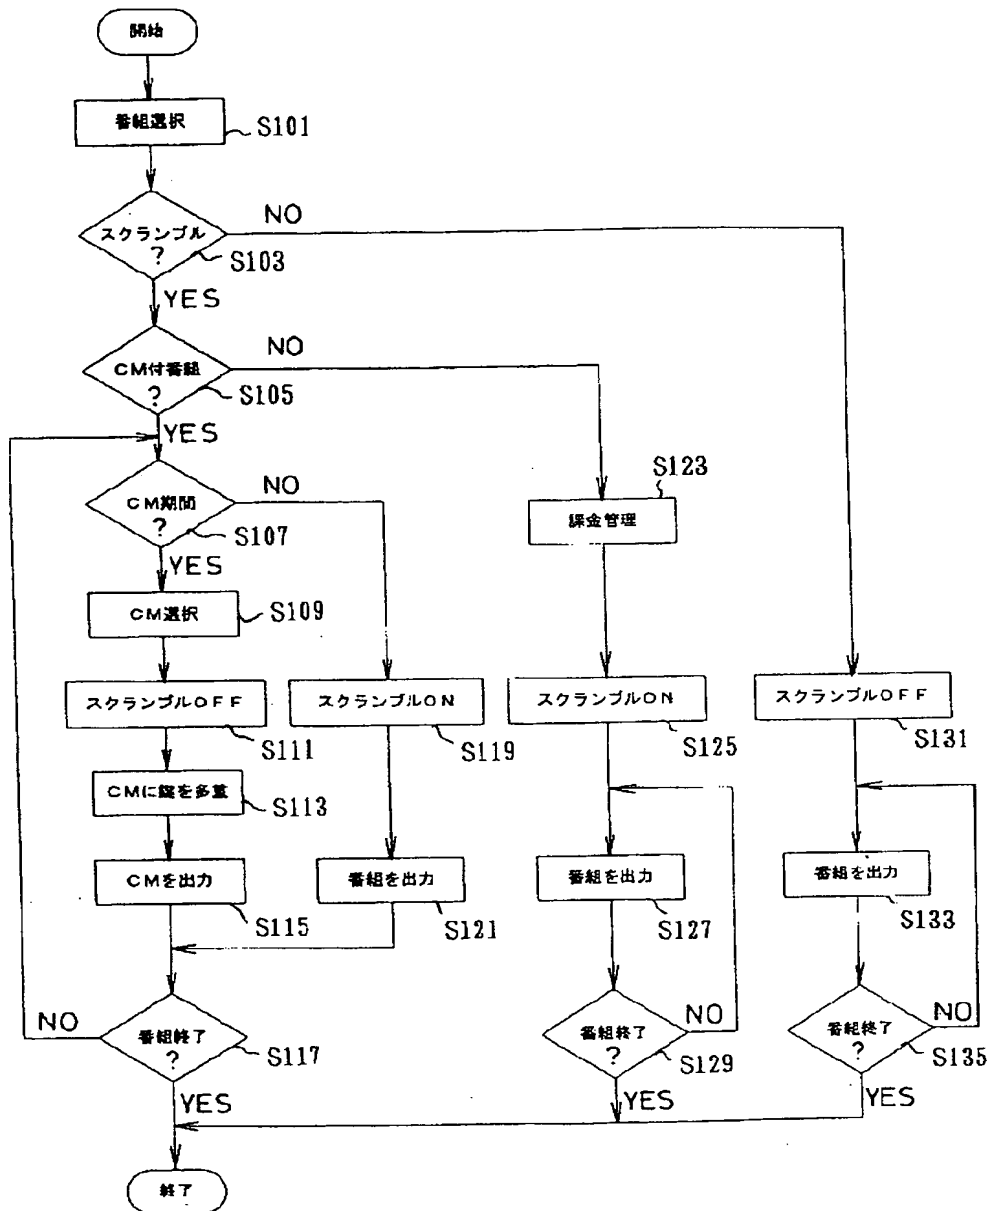 開始
番組選択
S101
スクランブル
?
S103
NO
YES
CM付番組
?
S105
NO
YES
CM期間
?
S107
NO
YES
S123
課金管理
CM選択
S109
スクランブルOFF
S111
スクランブルON
S119
スクランブルON
S125
スクランブルOFF
S131
CMに鍵を多重
S113
CMを出力
S115
番組を出力
S121
番組を出力
S127
番組を出力
S133
番組終了
?
S117
NO
YES
番組終了
?
S129
NO
YES
番組終了
?
S135
NO
YES
終了